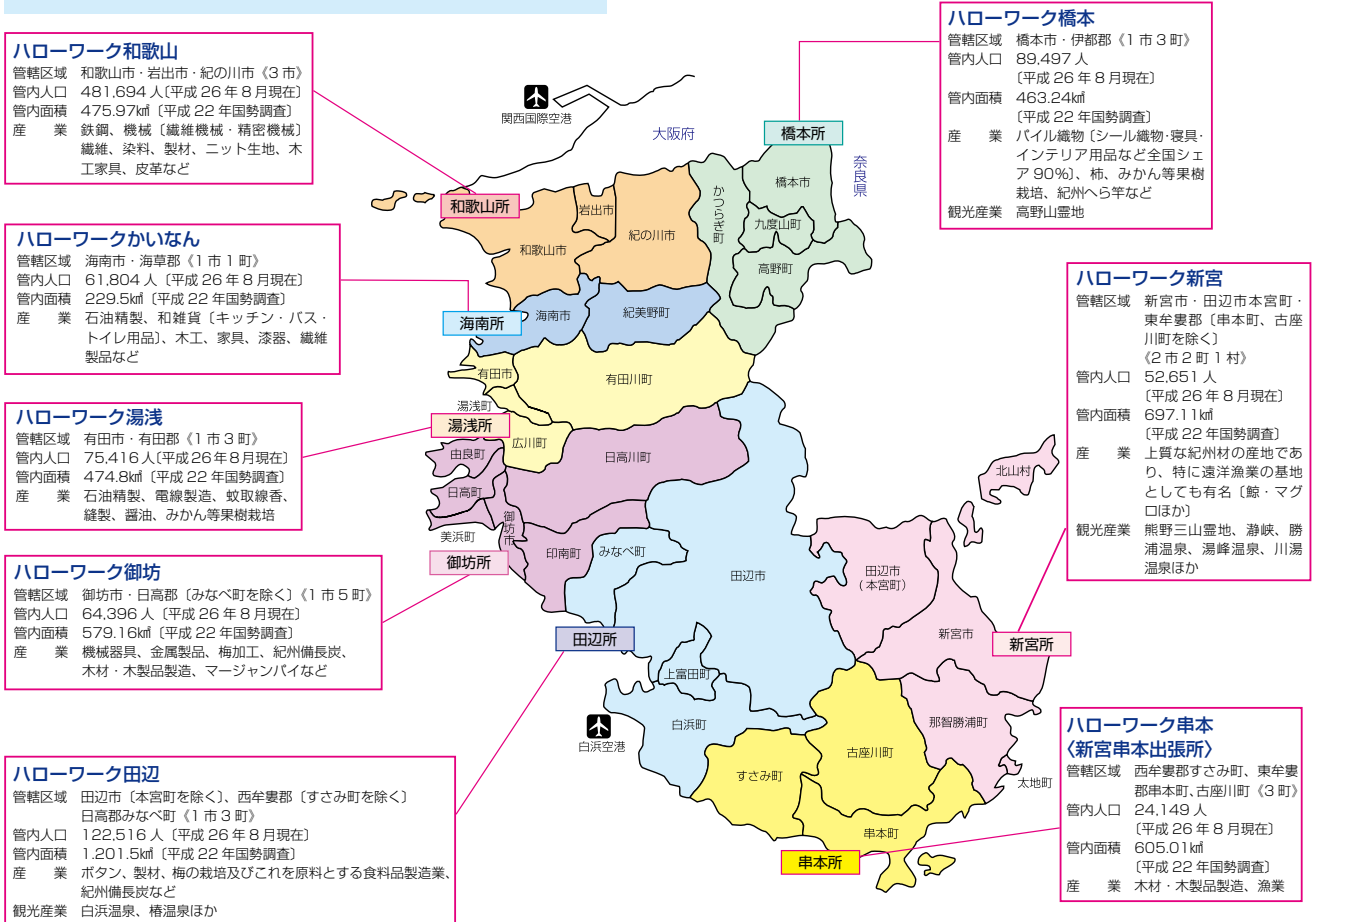 ハローワーク和歌山
管轄区域 和歌山市・岩出市・紀の川市《3市》
管内人口 481,694人〔平成26年8月現在〕
管内面積 475.97㎢〔平成22年国勢調査〕
産業 鉄鋼、機械〔繊維機械・精密機械〕
繊維、染料、製材、ニット生地、木
工家具、皮革など
ハローワークかいなん
管轄区域 海南市・海草郡《1市1町》
管内人口 61,804人〔平成26年8月現在〕
管内面積 229.5㎢〔平成22年国勢調査〕
産業 石油精製、和雑貨〔キッチン・バス・
トイレ用品〕、木工、家具、漆器、繊維
製品など
ハローワーク湯浅
管轄区域 有田市・有田郡《1市3町》
管内人口 75,416人〔平成26年8月現在〕
管内面積 474.8㎢〔平成22年国勢調査〕
産業 石油精製、電線製造、蚊取線香、
縫製、醤油、みかん等果樹栽培
ハローワーク御坊
管轄区域 御坊市・日高郡〔みなべ町を除く〕《1市5町》
管内人口 64,396人〔平成26年8月現在〕
管内面積 579.16㎢〔平成22年国勢調査〕
産業 機械器具、金属製品、梅加工、紀州備長炭、
木材・木製品製造、マージャンパイなど
ハローワーク田辺
管轄区域 田辺市〔本宮町を除く〕、西牟婁郡〔すさみ町を除く〕
日高郡みなべ町《1市3町》
管内人口 122,516人〔平成26年8月現在〕
管内面積 1.201.5㎢〔平成22年国勢調査〕
産業 ボタン、製材、梅の栽培及びこれを原料とする食料品製造業、
紀州備長炭など
観光産業 白浜温泉、椿温泉ほか
関西国際空港
大阪府
奈良県
橋本所
和歌山所
海南所
湯浅所
御坊所
田辺所
新宮所
串本所
橋本市
かつらぎ町
九度山町
高野町
岩出市
紀の川市
和歌山市
海南市
紀美野町
有田市
有田川町
湯浅町
広川町
由良町
日高川町
日高町
御坊市
美浜町
印南町
みなべ町
田辺市
田辺市
(本宮町)
北山村
新宮市
上富田町
白浜町
白浜空港
那智勝浦町
古座川町
すさみ町
太地町
串本町
ハローワーク橋本
管轄区域 橋本市・伊都郡《1市3町》
管内人口 89,497人
〔平成26年8月現在〕
管内面積 463.24㎢
〔平成22年国勢調査〕
産業 パイル織物〔シール織物・寝具・
インテリア用品など全国シェ
ア90%〕、柿、みかん等果樹
栽培、紀州へら竿など
観光産業 高野山霊地
ハローワーク新宮
管轄区域 新宮市・田辺市本宮町・
東牟婁郡〔串本町、古座
川町を除く〕
《2市2町1村》
管内人口 52,651人
〔平成26年8月現在〕
管内面積 697.11㎢
〔平成22年国勢調査〕
産業 上質な紀州材の産地であ
り、特に遠洋漁業の基地
としても有名〔鯨・マグ
ロほか〕
観光産業 熊野三山霊地、瀞峡、勝
浦温泉、湯峰温泉、川湯
温泉ほか
ハローワーク串本
〈新宮串本出張所〉
管轄区域 西牟婁郡すさみ町、東牟婁
郡串本町、古座川町《3町》
管内人口 24,149人
〔平成26年8月現在〕
管内面積 605.01㎢
〔平成22年国勢調査〕
産業 木材・木製品製造、漁業